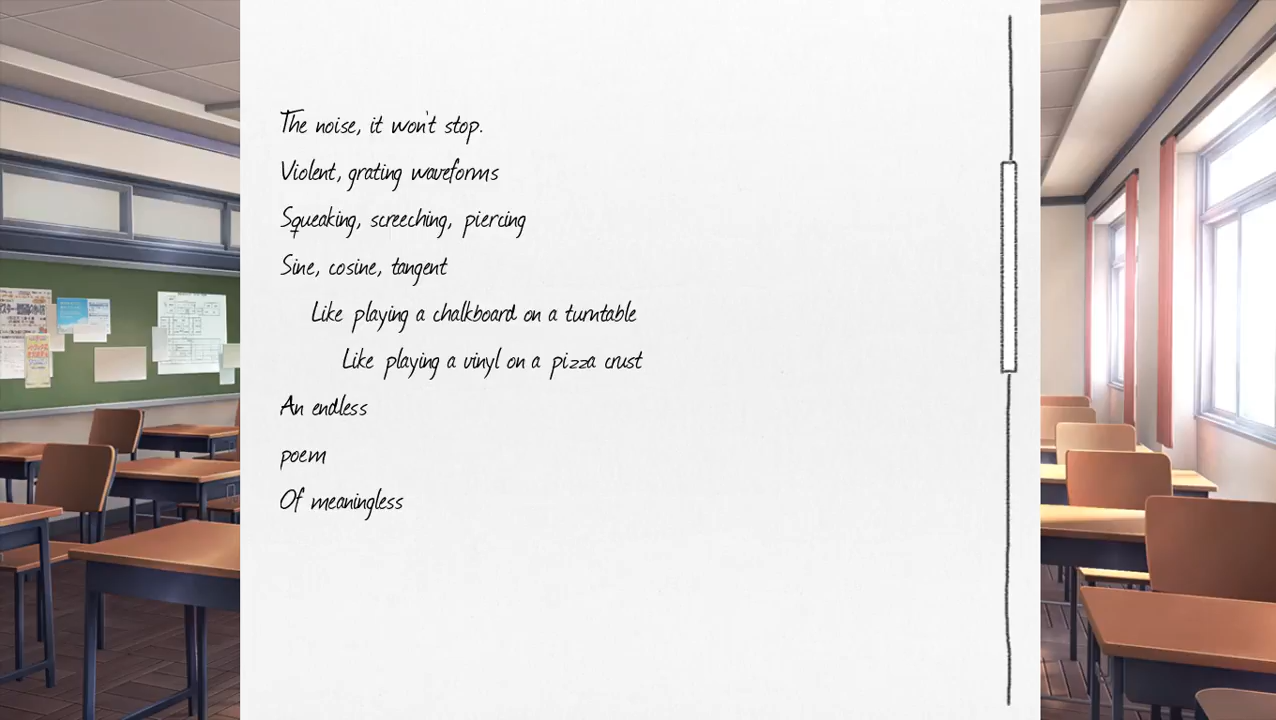 The noise, it won't stop.
Violent, grating waveforms
Squeaking, screeching, piercing
Sine, cosine, tangent
Like playing a chalkboard on a turntable
Like playing a vinyl on a pizza crust
An endless
poem
Of meaningless